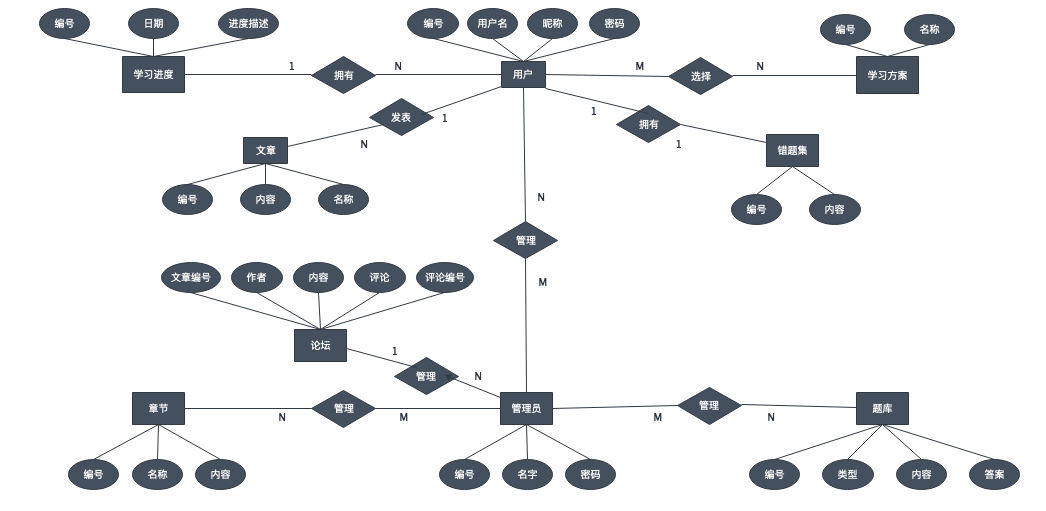 编号 日期 进度描述 编号 用户名 昵称 密码 编号 名称
学习进度 1 拥有 N 用户 M 选择 N 学习方案
发表 1 1 拥有
文章 N 1 错题集
编号 内容 名称 编号 内容
N
管理
M
文章编号 作者 内容 评论 评论编号
论坛 1
管理 N
章节 N 管理 M 管理员 M 管理 N 题库
编号 名称 内容 编号 名字 密码 编号 类型 内容 答案